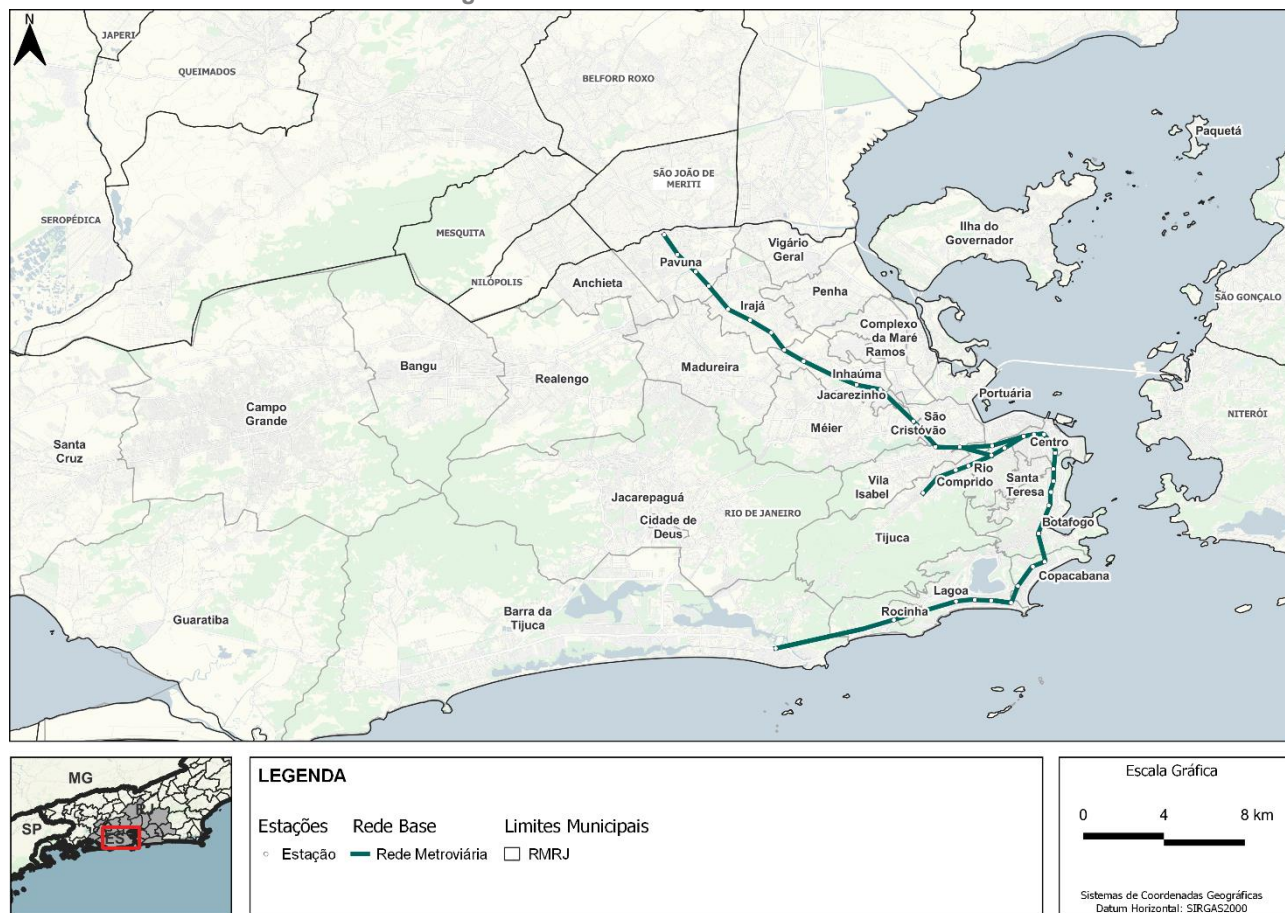 N
JAPERI
QUEIMADOS
BELFORD ROXO
Paquetá
SÃO JOÃO DE
MERITI
SEROPÉDICA
MESQUITA
Ilha do
Governador
Vigário
Geral
Pavuna
NILÓPOLIS
Anchieta
Penha
SÃO GONÇALO
Irajá
Complexo
da Maré
Ramos
Bangu
Realengo
Madureira
Inhaúma
Jacarezinho
Portuária
Campo
Grande
Méier
São
Cristóvão
NITERÓI
Santa
Cruz
Centro
Vila
Isabel
Rio
Comprido
Santa
Teresa
Jacarepaguá
Cidade de
Deus
RIO DE JANEIRO
Botafogo
Tijuca
Copacabana
Lagoa
Rocinha
Barra da
Tijuca
Guaratiba
MG
SP
ES
LEGENDA
Estações Rede Base Limites Municipais
Estação Rede Metroviária RMRJ
Escala Gráfica
0 4 8 km
Sistemas de Coordenadas Geográficas
Datum Horizontal: SIRGAS2000